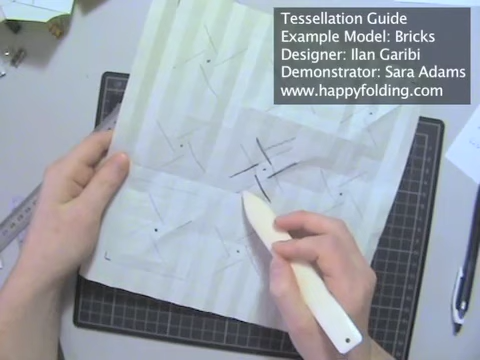 Tessellation Guide
Example Model: Bricks
Designer: Ilan Garibi
Demonstrator: Sara Adams
www.happyfolding.com